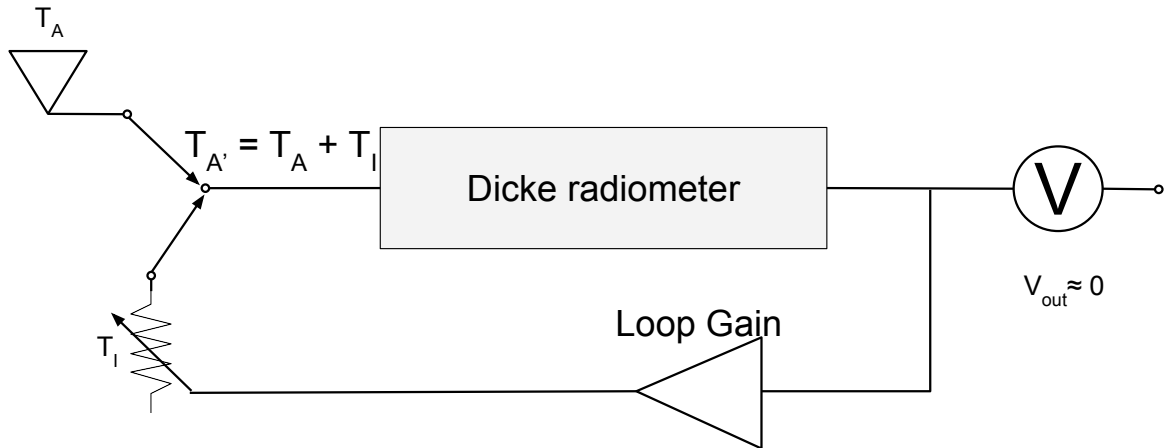 T_A
T_A' = T_A + T_I
Dicke radiometer
V
V_out ≈ 0
Loop Gain
T_I